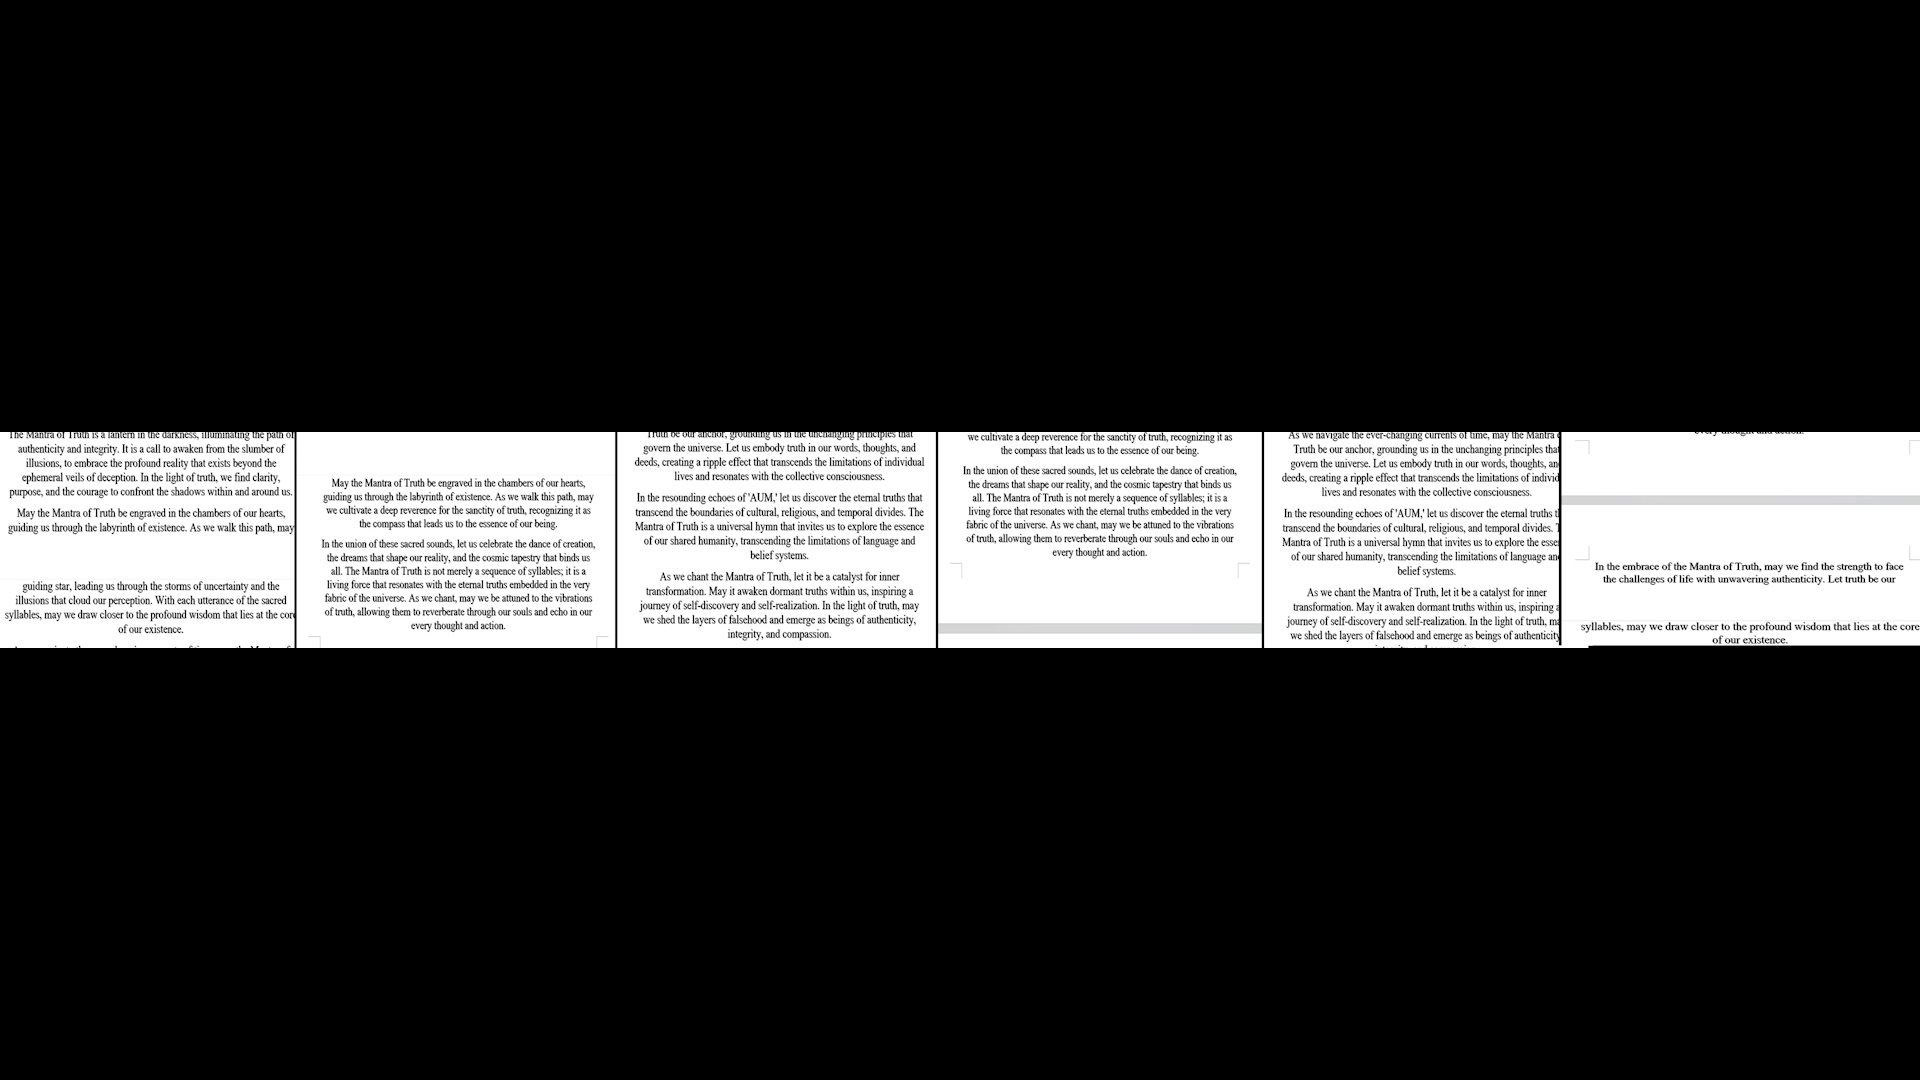 The Mantra of Truth is a lantern in the darkness, illuminating the path of
authenticity and integrity. It is a call to awaken from the slumber of
illusions, to embrace the profound reality that exists beyond the
ephemeral veils of deception. In the light of truth, we find clarity,
purpose, and the courage to confront the shadows within and around us.
May the Mantra of Truth be engraved in the chambers of our hearts,
guiding us through the labyrinth of existence. As we walk this path, may
guiding star, leading us through the storms of uncertainty and the
illusions that cloud our perception. With each utterance of the sacred
syllables, may we draw closer to the profound wisdom that lies at the core
of our existence.
May the Mantra of Truth be engraved in the chambers of our hearts,
guiding us through the labyrinth of existence. As we walk this path, may
we cultivate a deep reverence for the sanctity of truth, recognizing it as
the compass that leads us to the essence of our being.
In the union of these sacred sounds, let us celebrate the dance of creation,
the dreams that shape our reality, and the cosmic tapestry that binds us
all. The Mantra of Truth is not merely a sequence of syllables; it is a
living force that resonates with the eternal truths embedded in the very
fabric of the universe. As we chant, may we be attuned to the vibrations
of truth, allowing them to reverberate through our souls and echo in our
every thought and action.
Truth be our anchor, grounding us in the unchanging principles that
govern the universe. Let us embody truth in our words, thoughts, and
deeds, creating a ripple effect that transcends the limitations of individual
lives and resonates with the collective consciousness.
In the resounding echoes of 'AUM,' let us discover the eternal truths that
transcend the boundaries of cultural, religious, and temporal divides. The
Mantra of Truth is a universal hymn that invites us to explore the essence
of our shared humanity, transcending the limitations of language and
belief systems.
As we chant the Mantra of Truth, let it be a catalyst for inner
transformation. May it awaken dormant truths within us, inspiring a
journey of self-discovery and self-realization. In the light of truth, may
we shed the layers of falsehood and emerge as beings of authenticity,
integrity, and compassion.
we cultivate a deep reverence for the sanctity of truth, recognizing it as
the compass that leads us to the essence of our being.
In the union of these sacred sounds, let us celebrate the dance of creation,
the dreams that shape our reality, and the cosmic tapestry that binds us
all. The Mantra of Truth is not merely a sequence of syllables; it is a
living force that resonates with the eternal truths embedded in the very
fabric of the universe. As we chant, may we be attuned to the vibrations
of truth, allowing them to reverberate through our souls and echo in our
every thought and action.
As we navigate the ever-changing currents of time, may the Mantra
Truth be our anchor, grounding us in the unchanging principles that
govern the universe. Let us embody truth in our words, thoughts,
deeds, creating a ripple effect that transcends the limitations of
lives and resonates with the collective consciousness.
In the resounding echoes of 'AUM,' let us discover the eternal truths
transcend the boundaries of cultural, religious, and temporal divides.
Mantra of Truth is a universal hymn that invites us to explore the
of our shared humanity, transcending the limitations of language
belief systems.
As we chant the Mantra of Truth, let it be a catalyst for inner
transformation. May it awaken dormant truths within us, inspiring
journey of self-discovery and self-realization. In the light of truth,
we shed the layers of falsehood and emerge as beings of authenticity
every thought and action.
In the embrace of the Mantra of Truth, may we find the strength to face
the challenges of life with unwavering authenticity. Let truth be our
syllables, may we draw closer to the profound wisdom that lies at the core
of our existence.